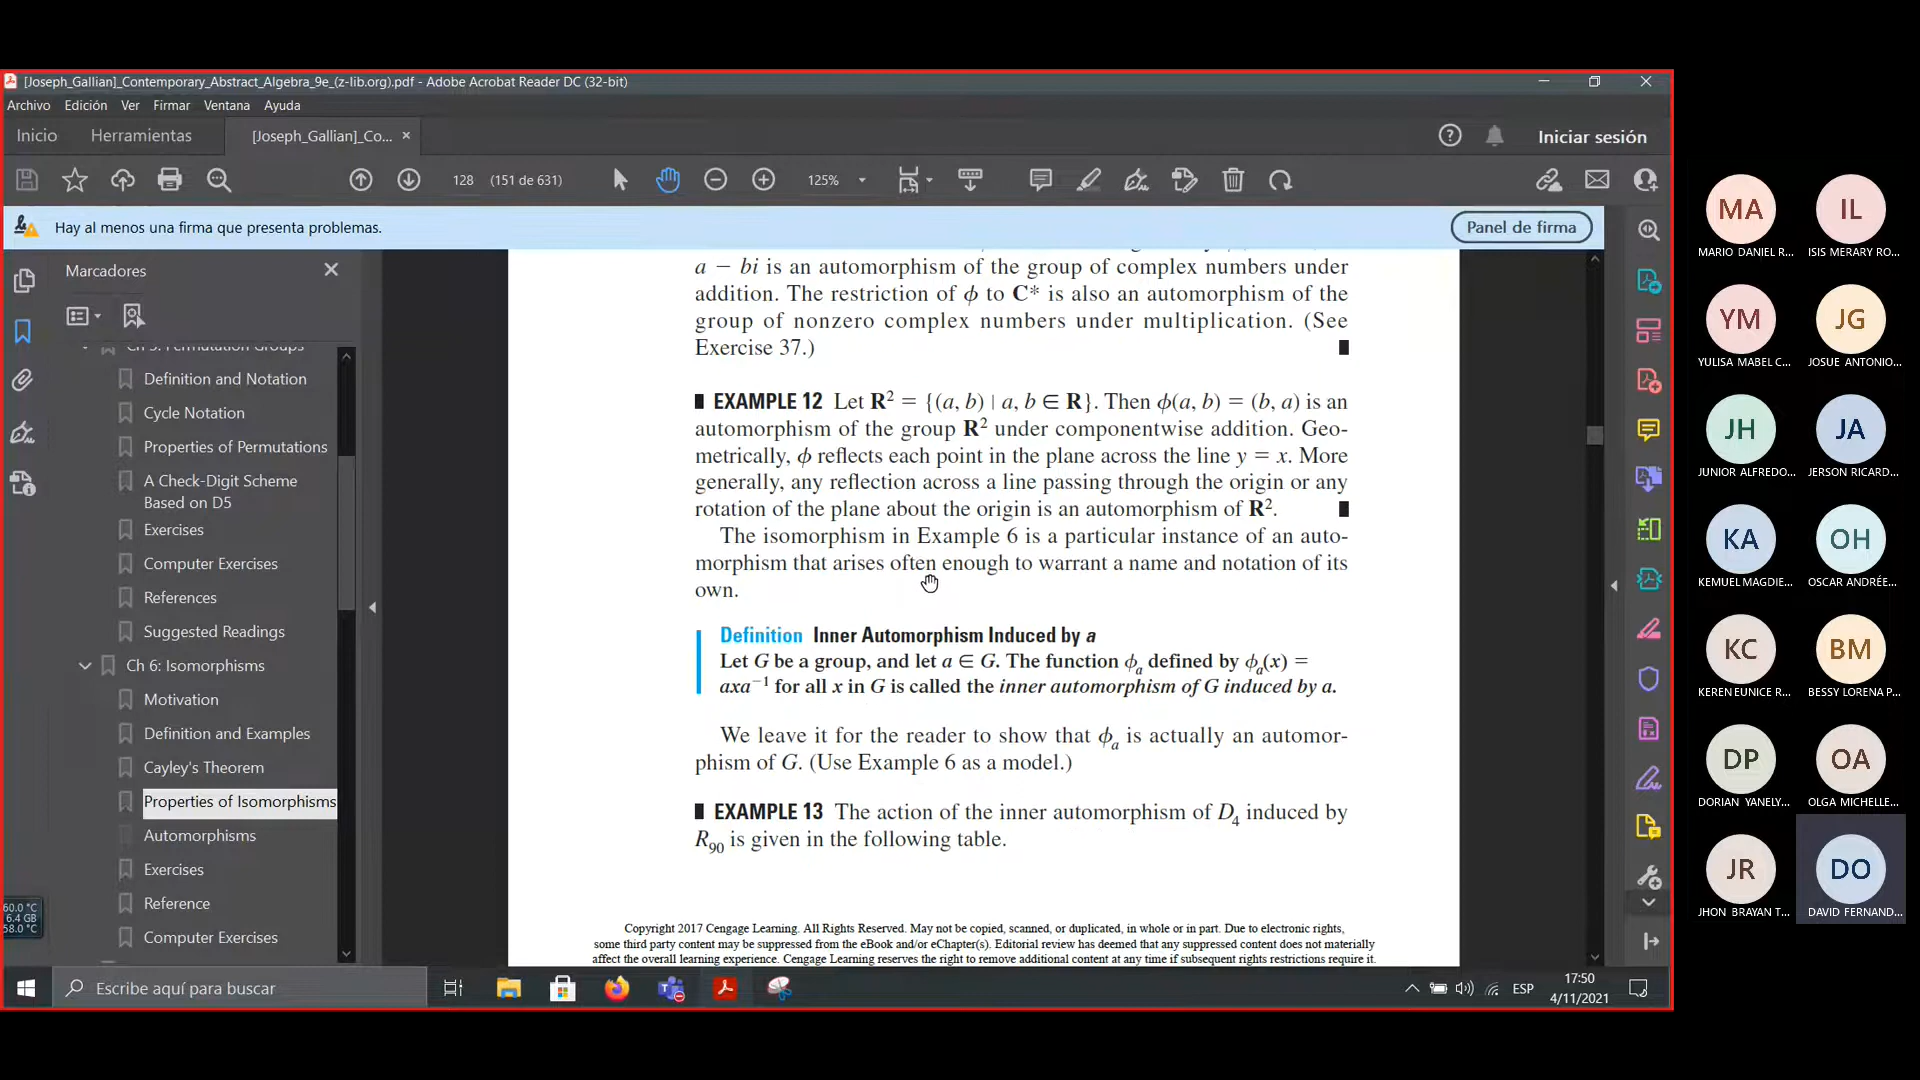 [Joseph_Gallian]_Contemporary_Abstract_Algebra_9e_(z-lib.org).pdf - Adobe Acrobat Reader DC (32-bit)
Archivo Edición Ver Firmar Ventana Ayuda
Inicio Herramientas [Joseph_Gallian]_Co... × Iniciar sesión
128 (151 de 631) 125%
Hay al menos una firma que presenta problemas. Panel de firma
Marcadores
Ch 5: Permutation Groups
Definition and Notation
Cycle Notation
Properties of Permutations
A Check-Digit Scheme
Based on D5
Exercises
Computer Exercises
References
Suggested Readings
Ch 6: Isomorphisms
Motivation
Definition and Examples
Cayley's Theorem
Properties of Isomorphisms
Automorphisms
Exercises
Reference
Computer Exercises
a − bi is an automorphism of the group of complex numbers under
addition. The restriction of ϕ to C* is also an automorphism of the
group of nonzero complex numbers under multiplication. (See
Exercise 37.)
EXAMPLE 12 Let R² = {(a, b) | a, b ∈ R}. Then ϕ(a, b) = (b, a) is an
automorphism of the group R² under componentwise addition. Geo-
metrically, ϕ reflects each point in the plane across the line y = x. More
generally, any reflection across a line passing through the origin or any
rotation of the plane about the origin is an automorphism of R².
The isomorphism in Example 6 is a particular instance of an auto-
morphism that arises often enough to warrant a name and notation of its
own.
Definition Inner Automorphism Induced by a
Let G be a group, and let a ∈ G. The function ϕₐ defined by ϕₐ(x) =
axa⁻¹ for all x in G is called the inner automorphism of G induced by a.
We leave it for the reader to show that ϕₐ is actually an automor-
phism of G. (Use Example 6 as a model.)
EXAMPLE 13 The action of the inner automorphism of D₄ induced by
R₉₀ is given in the following table.
Copyright 2017 Cengage Learning. All Rights Reserved. May not be copied, scanned, or duplicated, in whole or in part. Due to electronic rights,
some third party content may be suppressed from the eBook and/or eChapter(s). Editorial review has deemed that any suppressed content does not materially
affect the overall learning experience. Cengage Learning reserves the right to remove additional content at any time if subsequent rights restrictions require it.
60.0 °C
6.4 GB
58.0 °C
Escribe aquí para buscar
ESP
17:50
4/11/2021
MA IL
MARIO DANIEL R... ISIS MERARY RO...
YM JG
YULISA MABEL C... JOSUE ANTONIO...
JH JA
JUNIOR ALFREDO... JERSON RICARD...
KA OH
KEMUEL MAGDIE... OSCAR ANDRÉE...
KC BM
KEREN EUNICE R... BESSY LORENA P...
DP OA
DORIAN YANELY... OLGA MICHELLE...
JR DO
JHON BRAYAN T... DAVID FERNAND...